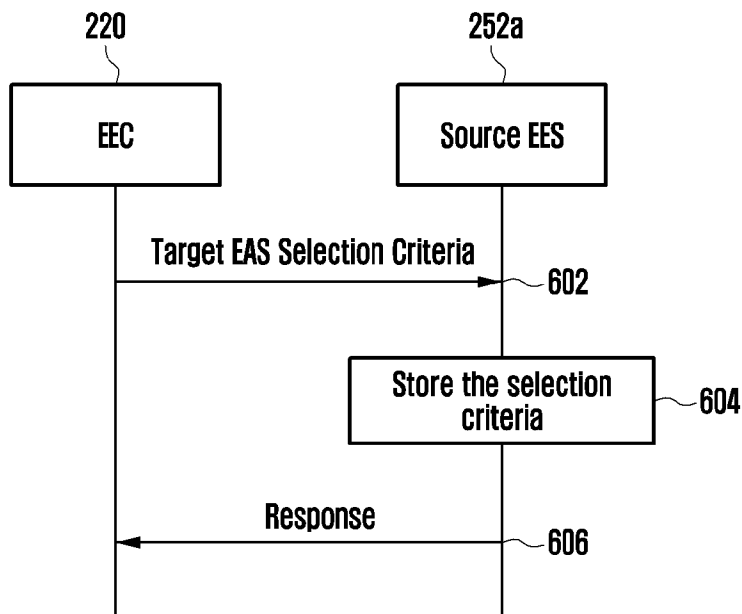 220
252a
EEC
Source EES
Target EAS Selection Criteria
602
Store the selection
criteria
604
Response
606